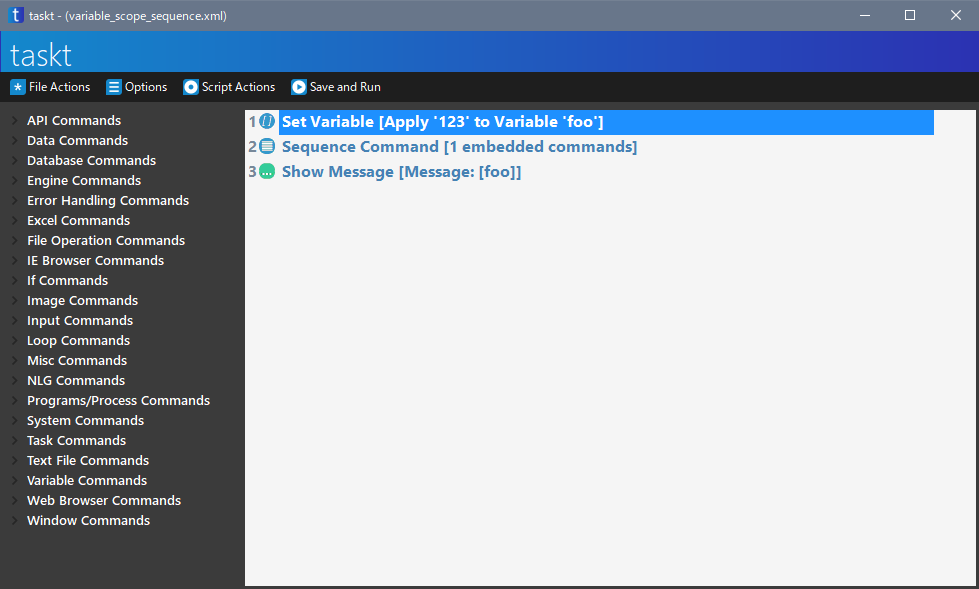 taskt - (variable_scope_sequence.xml)
taskt
File Actions Options Script Actions Save and Run
API Commands
Data Commands
Database Commands
Engine Commands
Error Handling Commands
Excel Commands
File Operation Commands
IE Browser Commands
If Commands
Image Commands
Input Commands
Loop Commands
Misc Commands
NLG Commands
Programs/Process Commands
System Commands
Task Commands
Text File Commands
Variable Commands
Web Browser Commands
Window Commands
1 Set Variable [Apply '123' to Variable 'foo']
2 Sequence Command [1 embedded commands]
3 Show Message [Message: [foo]]